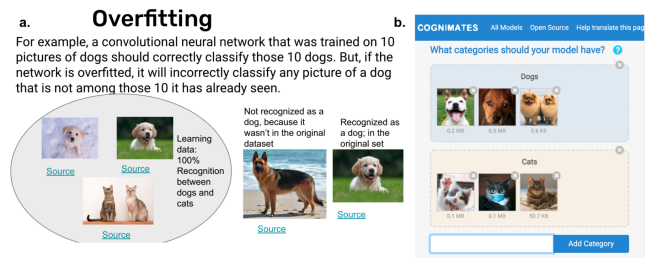 a.
Overfitting
For example, a convolutional neural network that was trained on 10
pictures of dogs should correctly classify those 10 dogs. But, if the
network is overfitted, it will incorrectly classify any picture of a dog
that is not among those 10 it has already seen.
Learning
data:
100%
Recognition
between
dogs and
cats
Source
Source
Source
Not recognized as a
dog, because it
wasn't in the original
dataset
Source
Recognized as
a dog; in the
original set
Source
b.
COGNIMATES All Models Open Source Help translate this pag
What categories should your model have? ?
Dogs
0.2 MB 0.3 MB 5.6 KB
Cats
0.1 MB 0.1 MB 50.7 KB
Add Category